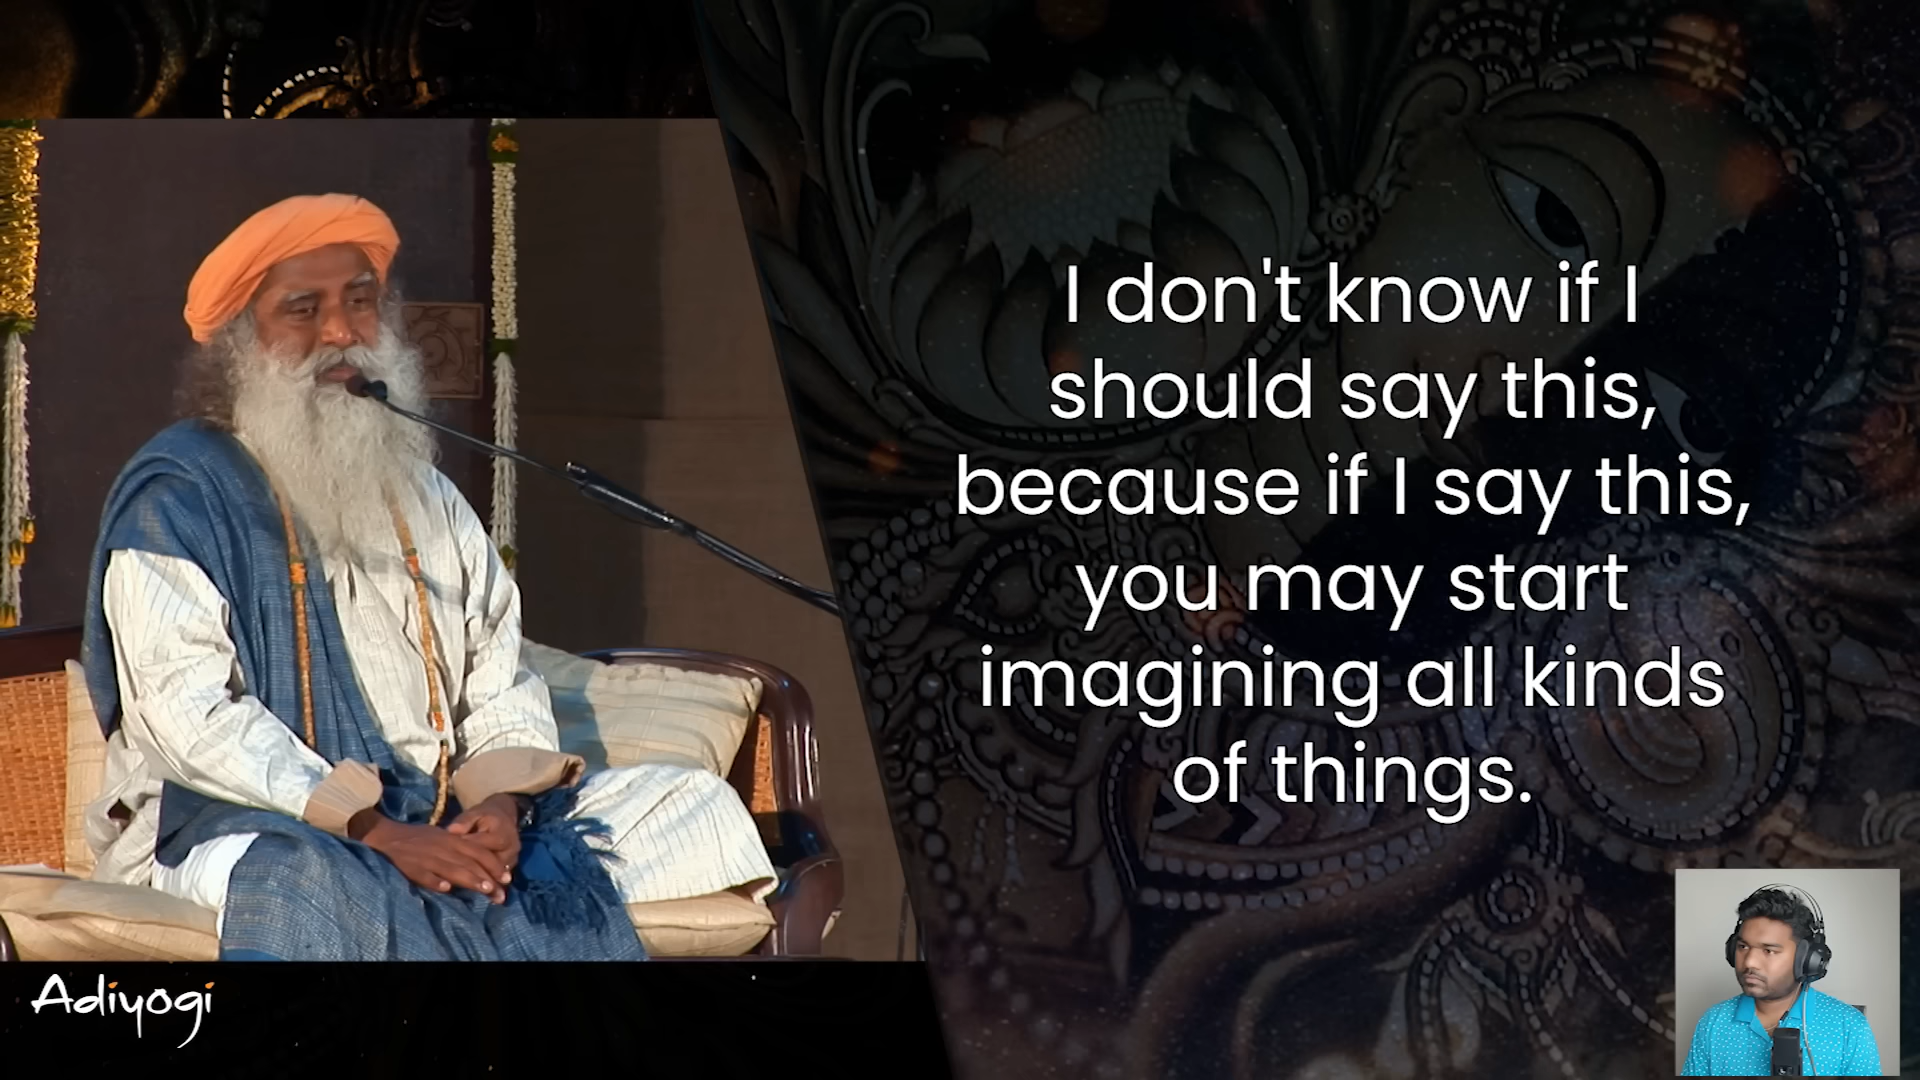 I don't know if I
should say this,
because if I say this,
you may start
imagining all kinds
of things.
Adiyogi